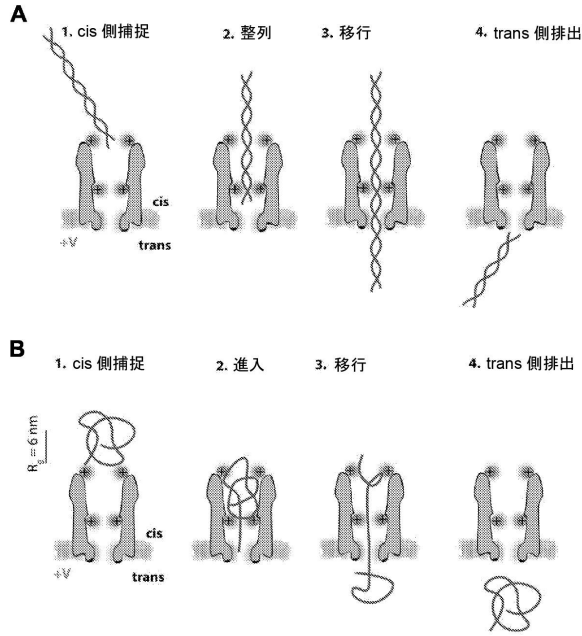 A
1. cis 側捕捉
2. 整列
3. 移行
4. trans 側排出
cis
+V
trans
B
1. cis 側捕捉
2. 進入
3. 移行
4. trans 側排出
Rg = 6 nm
cis
+V
trans